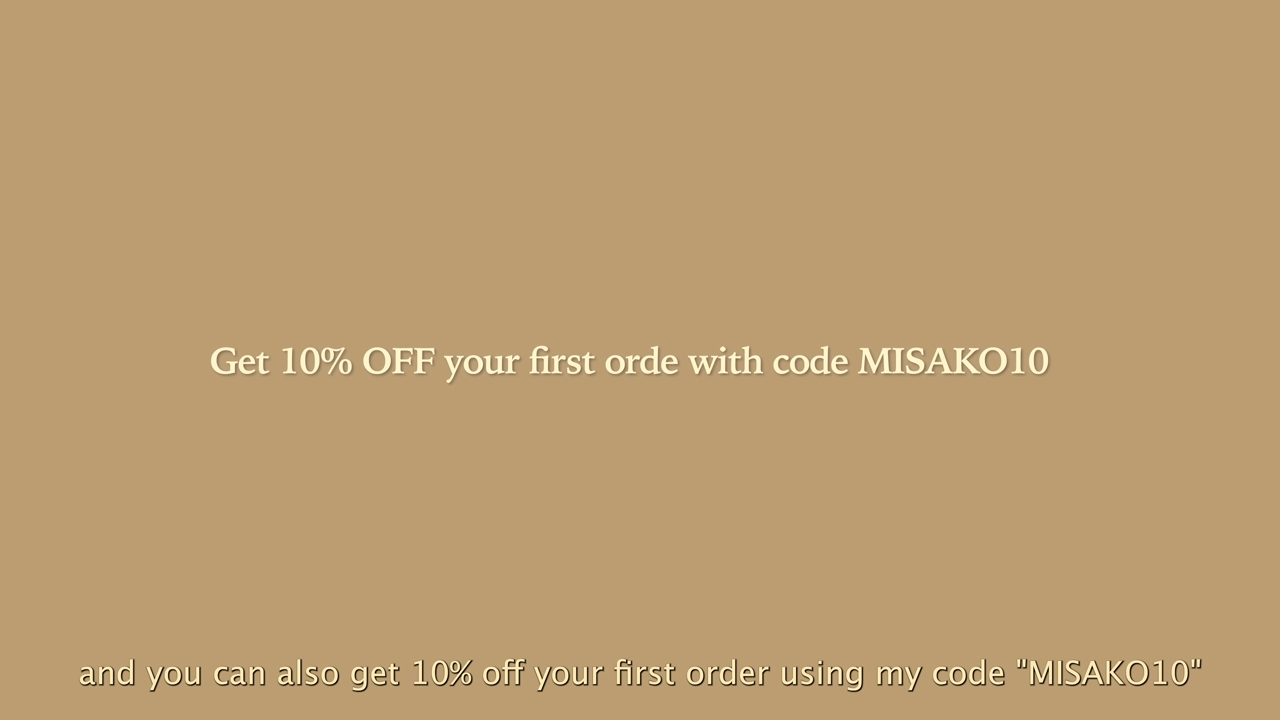 Get 10% OFF your first orde with code MISAKO10
and you can also get 10% off your first order using my code "MISAKO10"